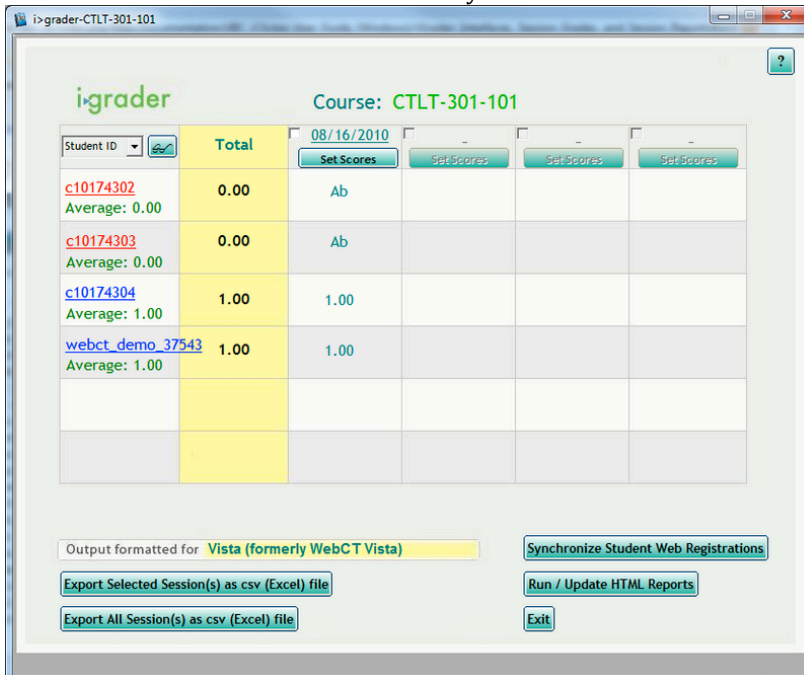 i>grader-CTLT-301-101
?
i>grader
Course: CTLT-301-101
Student ID
Total
08/16/2010
-
-
-
Set Scores
Set Scores
Set Scores
Set Scores
c10174302
Average: 0.00
0.00
Ab
c10174303
Average: 0.00
0.00
Ab
c10174304
Average: 1.00
1.00
1.00
webct_demo_37543
Average: 1.00
1.00
1.00
Output formatted for Vista (formerly WebCT Vista)
Synchronize Student Web Registrations
Export Selected Session(s) as csv (Excel) file
Run / Update HTML Reports
Export All Session(s) as csv (Excel) file
Exit